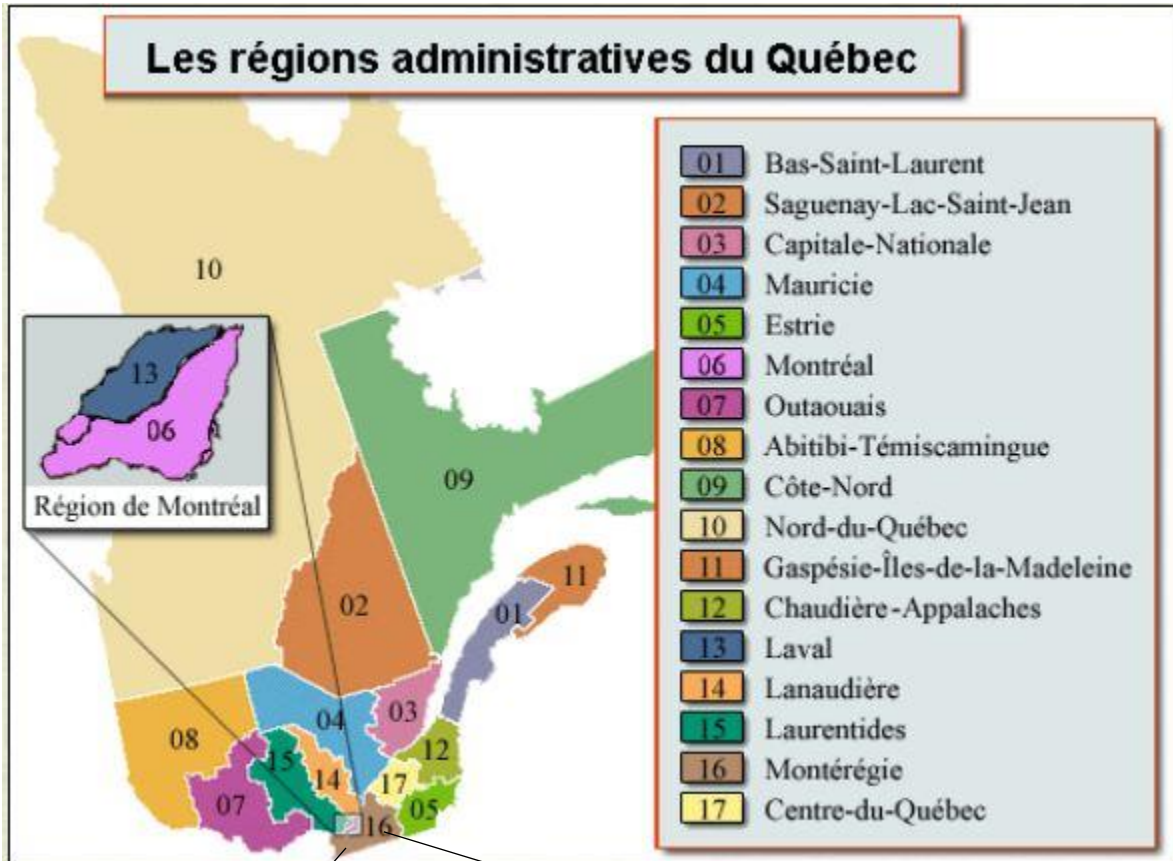 Les régions administratives du Québec
01 Bas-Saint-Laurent
02 Saguenay-Lac-Saint-Jean
03 Capitale-Nationale
04 Mauricie
05 Estrie
06 Montréal
07 Outaouais
08 Abitibi-Témiscamingue
09 Côte-Nord
10 Nord-du-Québec
11 Gaspésie-Îles-de-la-Madeleine
12 Chaudière-Appalaches
13 Laval
14 Lanaudière
15 Laurentides
16 Montérégie
17 Centre-du-Québec
10
13
06
Région de Montréal
09
11
02
01
03
04
08
12
15
14
17
07
05
16